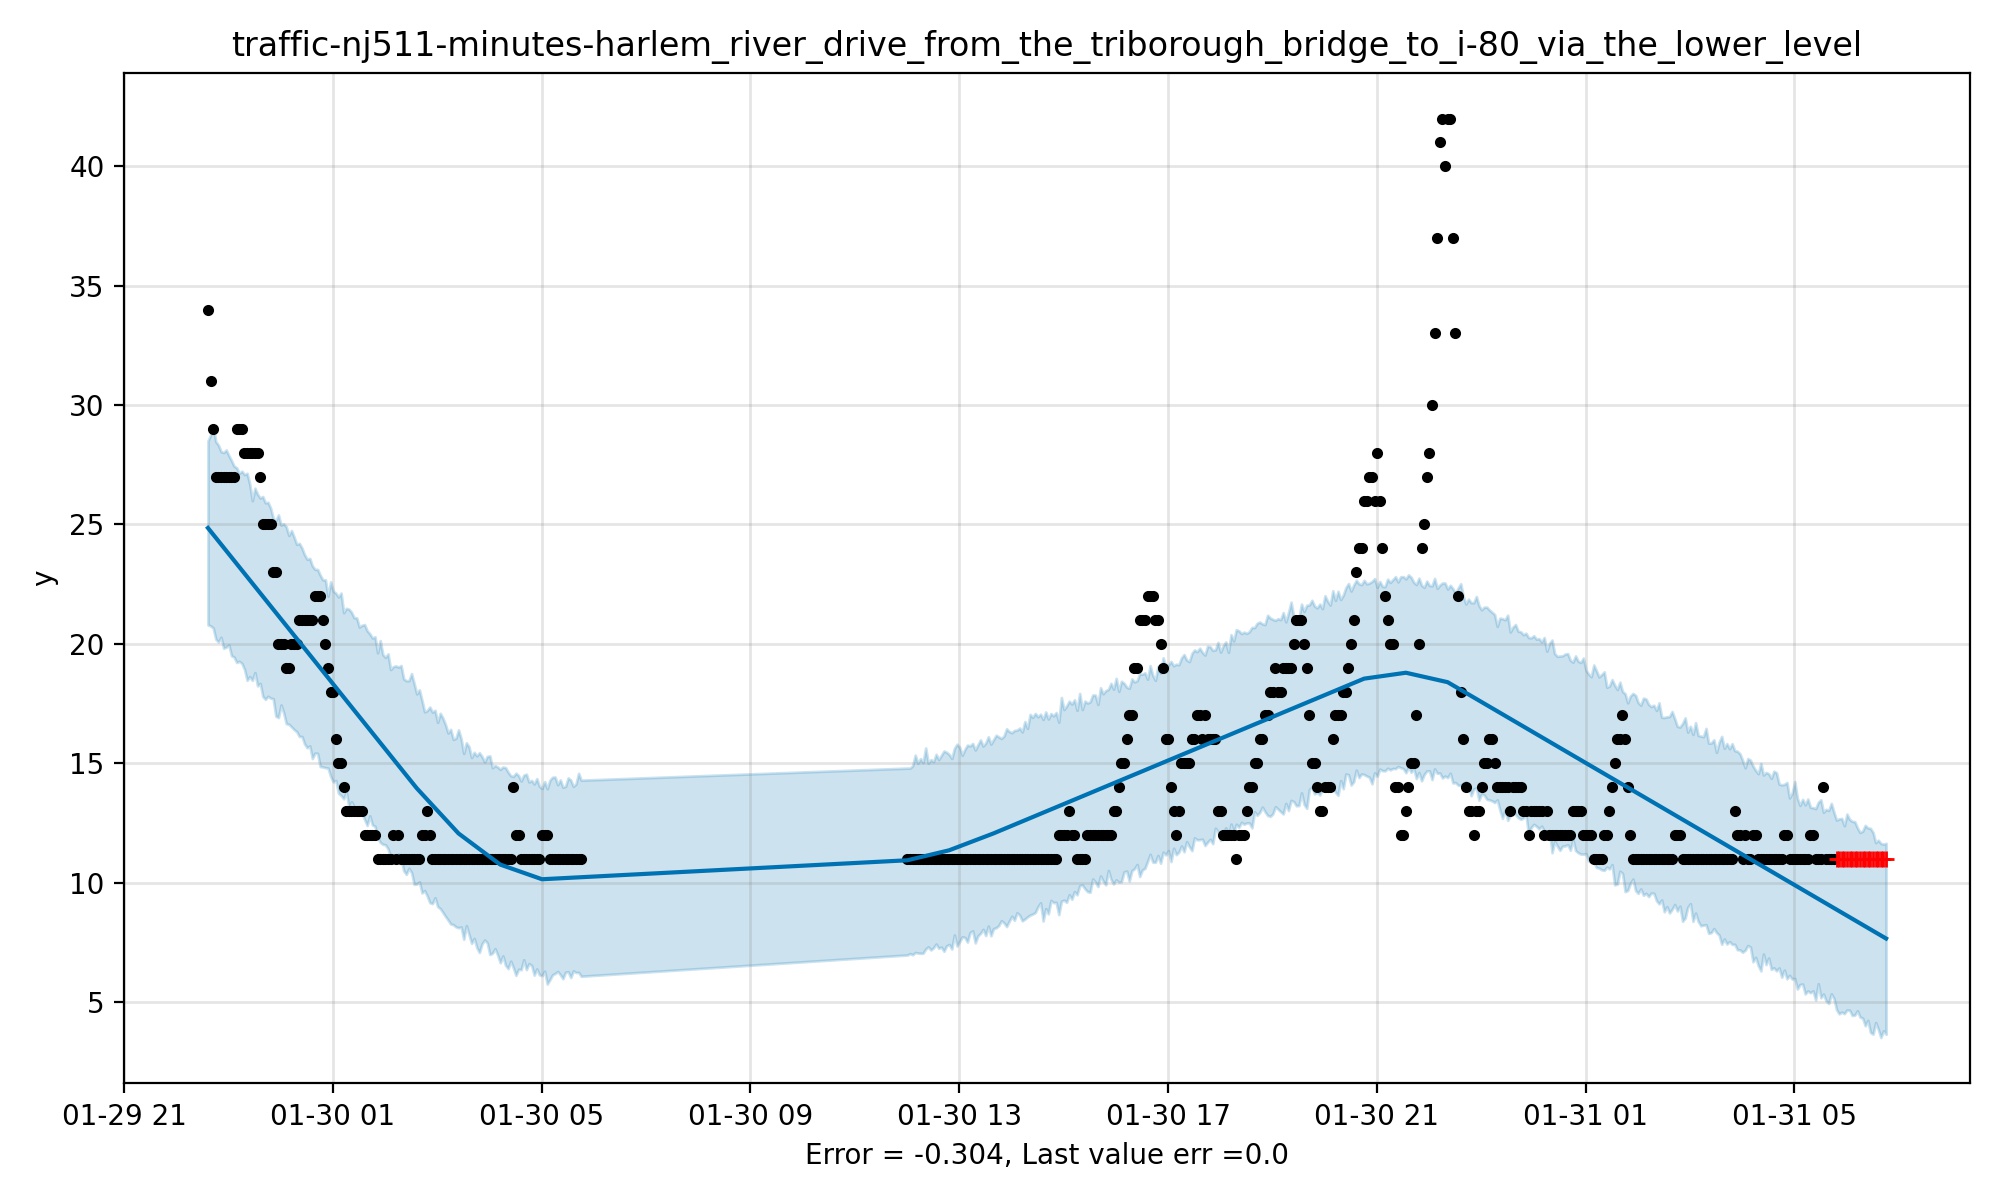 traffic-nj511-minutes-harlem_river_drive_from_the_triborough_bridge_to_i-80_via_the_lower_level
40
35
30
25
20
15
10
5
y
01-29 21 01-30 01 01-30 05 01-30 09 01-30 13 01-30 17 01-30 21 01-31 01 01-31 05
Error = -0.304, Last value err =0.0